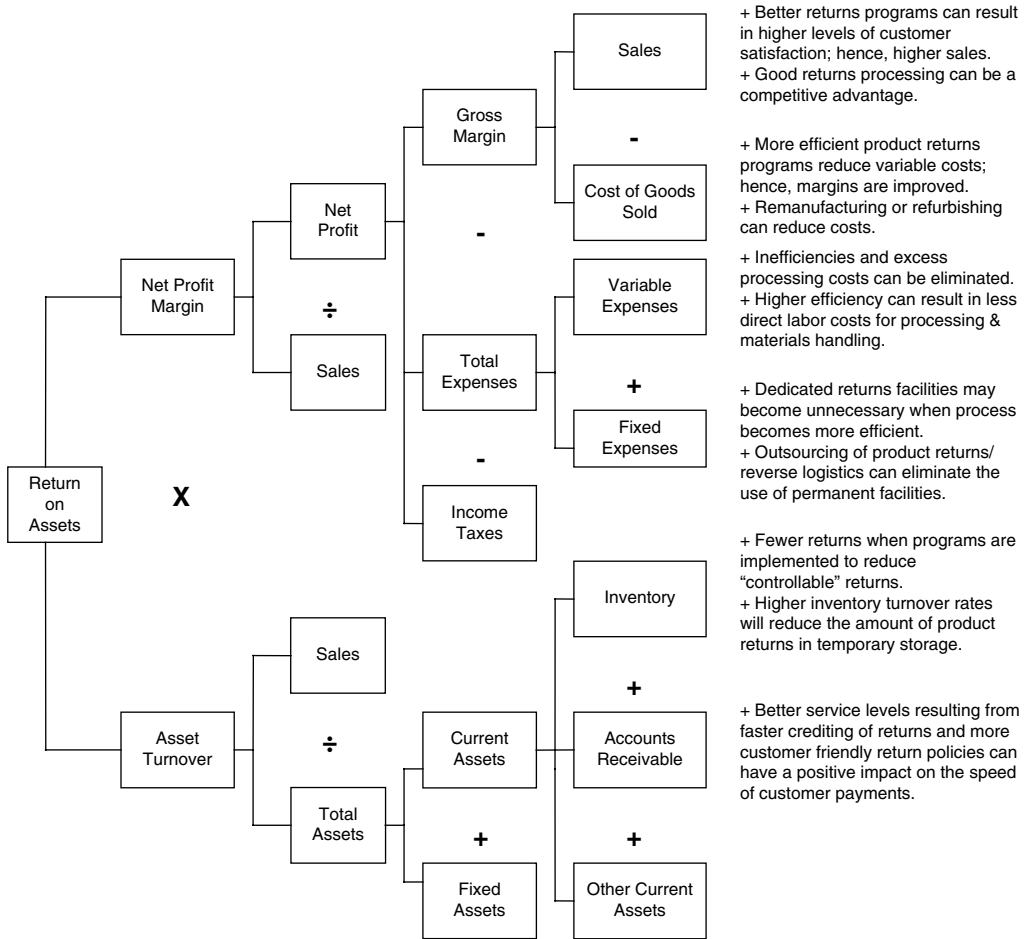 Sales
+ Better returns programs can result
in higher levels of customer
satisfaction; hence, higher sales.
+ Good returns processing can be a
competitive advantage.
Gross
Margin
-
+ More efficient product returns
programs reduce variable costs;
hence, margins are improved.
+ Remanufacturing or refurbishing
can reduce costs.
Cost of Goods
Sold
Net
Profit
-
Net Profit
Margin
÷
Variable
Expenses
+ Inefficiencies and excess
processing costs can be eliminated.
+ Higher efficiency can result in less
direct labor costs for processing &
materials handling.
Sales
Total
Expenses
+
Fixed
Expenses
+ Dedicated returns facilities may
become unnecessary when process
becomes more efficient.
+ Outsourcing of product returns/
reverse logistics can eliminate the
use of permanent facilities.
-
Return
on
Assets
X
Income
Taxes
Inventory
+ Fewer returns when programs are
implemented to reduce
“controllable” returns.
+ Higher inventory turnover rates
will reduce the amount of product
returns in temporary storage.
Sales
+
Asset
Turnover
÷
Current
Assets
Accounts
Receivable
+ Better service levels resulting from
faster crediting of returns and more
customer friendly return policies can
have a positive impact on the speed
of customer payments.
Total
Assets
+
+
Fixed
Assets
Other Current
Assets